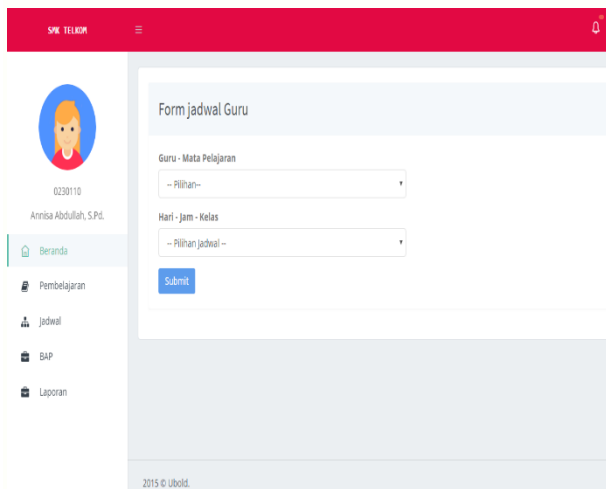 SMK TELKOM
Form jadwal Guru
Guru - Mata Pelajaran
-- Pilihan--
0230110
Annisa Abdullah, S.Pd.
Hari - Jam - Kelas
-- Pilihan Jadwal --
Submit
Beranda
Pembelajaran
Jadwal
BAP
Laporan
2015 © Ubold.